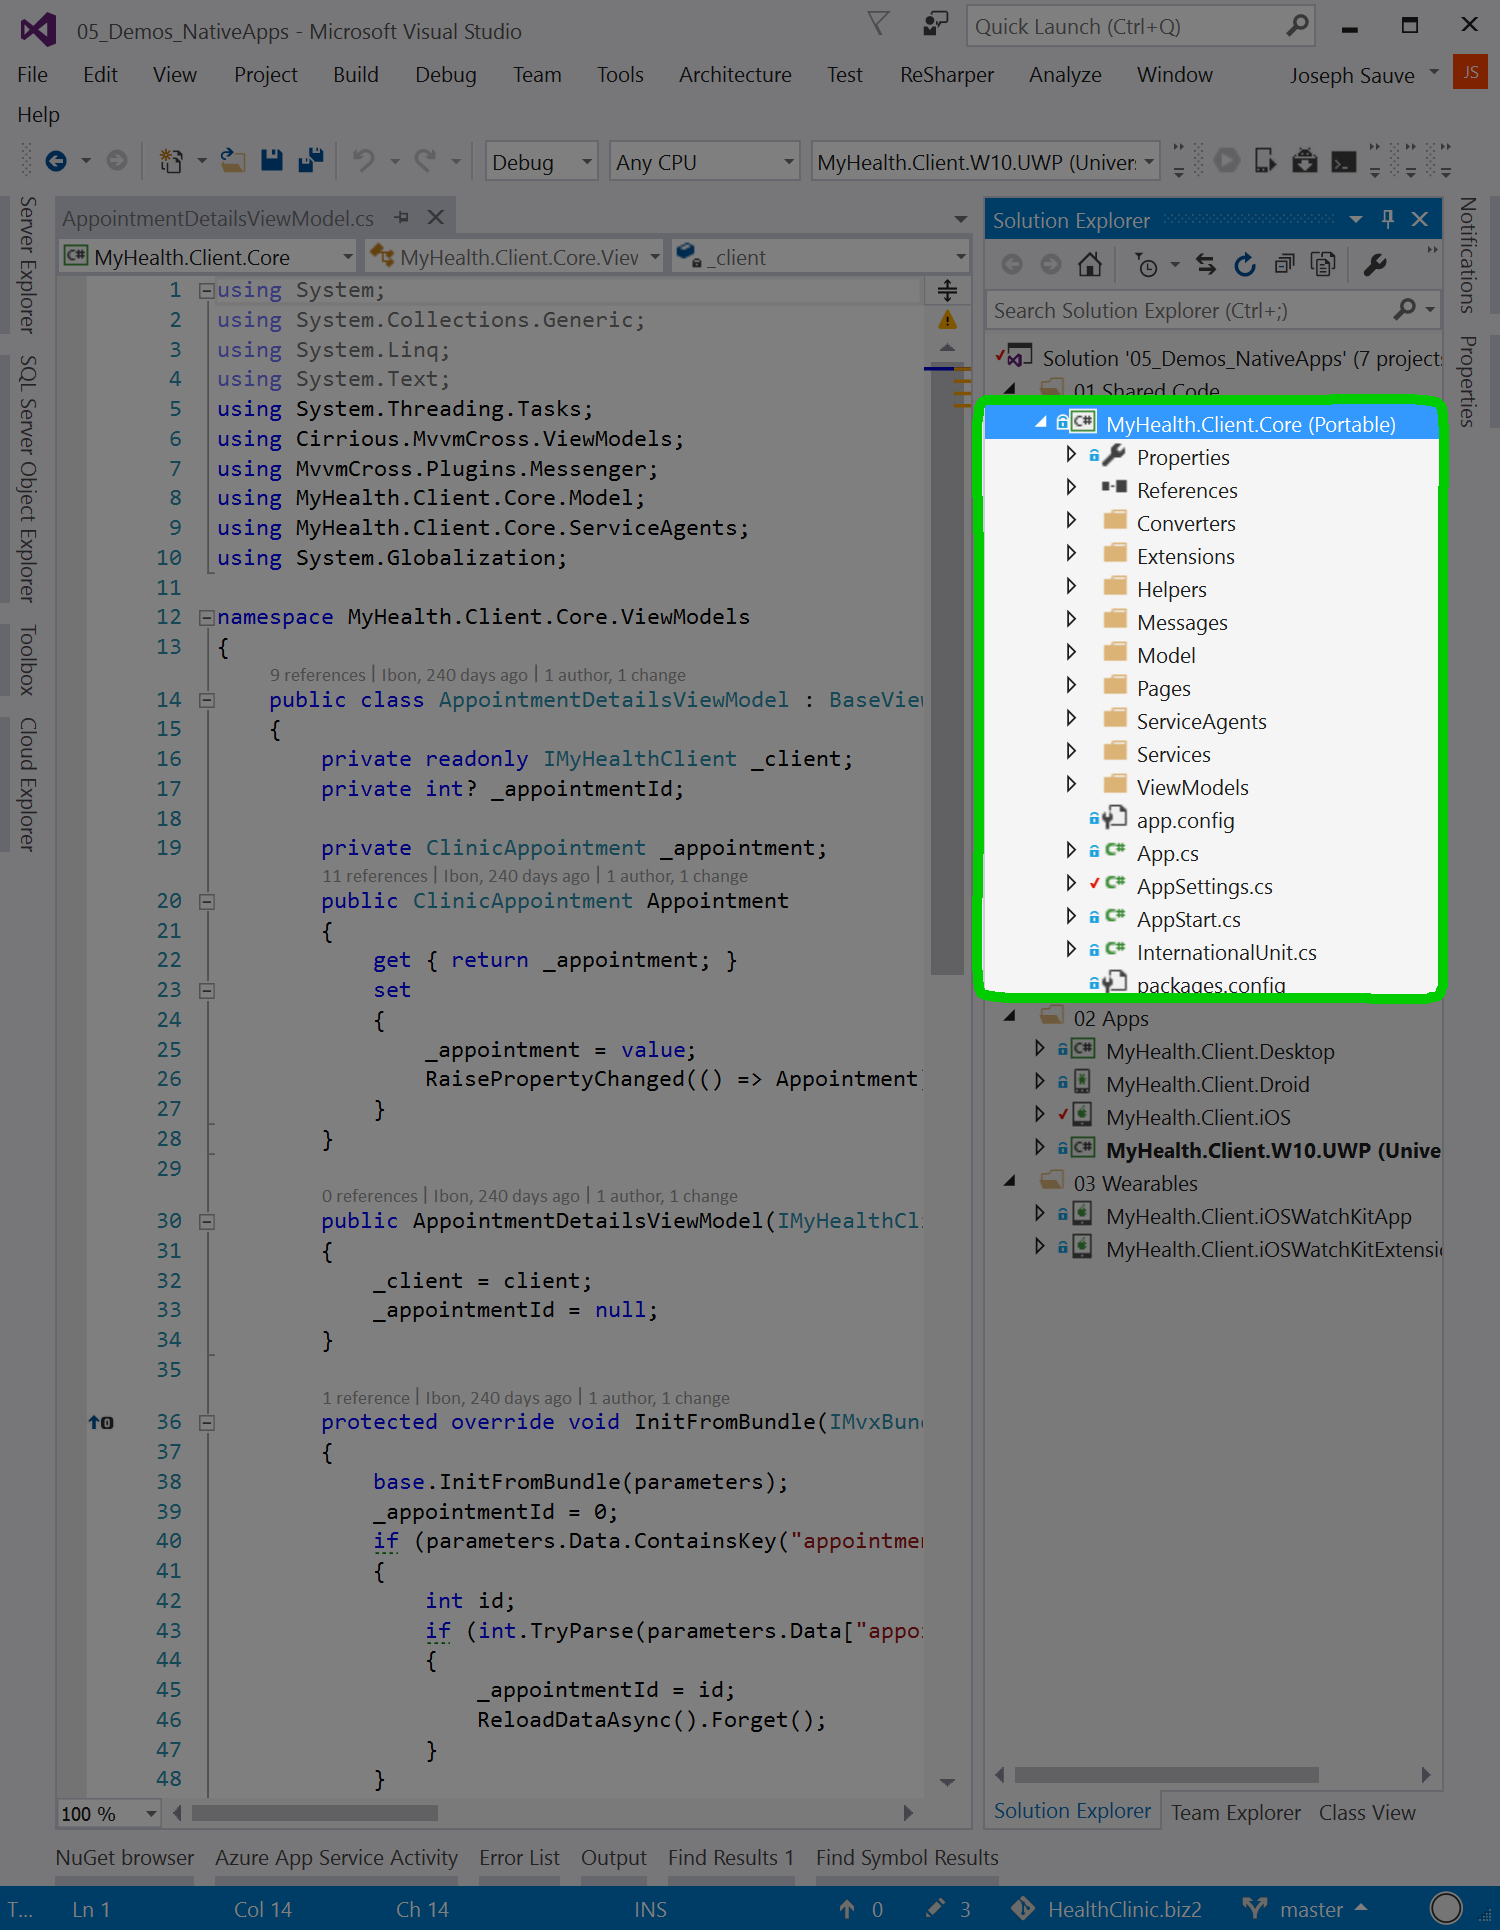 05_Demos_NativeApps - Microsoft Visual Studio
Quick Launch (Ctrl+Q)
File Edit View Project Build Debug Team Tools Architecture Test ReSharper Analyze Window
Joseph Sauve
JS
Help
Debug
Any CPU
MyHealth.Client.W10.UWP (Univer
Server Explorer
SQL Server Object Explorer
Toolbox
Cloud Explorer
AppointmentDetailsViewModel.cs
MyHealth.Client.Core
MyHealth.Client.Core.View
_client
1 using System;
2 using System.Collections.Generic;
3 using System.Linq;
4 using System.Text;
5 using System.Threading.Tasks;
6 using Cirrious.MvvmCross.ViewModels;
7 using MvvmCross.Plugins.Messenger;
8 using MyHealth.Client.Core.Model;
9 using MyHealth.Client.Core.ServiceAgents;
10 using System.Globalization;
11
12 namespace MyHealth.Client.Core.ViewModels
13 {
9 references | Ibon, 240 days ago | 1 author, 1 change
14 public class AppointmentDetailsViewModel : BaseView
15 {
16 private readonly IMyHealthClient _client;
17 private int? _appointmentId;
18
19 private ClinicAppointment _appointment;
11 references | Ibon, 240 days ago | 1 author, 1 change
20 public ClinicAppointment Appointment
21 {
22 get { return _appointment; }
23 set
24 {
25 _appointment = value;
26 RaisePropertyChanged(() => Appointment)
27 }
28 }
29
0 references | Ibon, 240 days ago | 1 author, 1 change
30 public AppointmentDetailsViewModel(IMyHealthCl
31 {
32 _client = client;
33 _appointmentId = null;
34 }
35
1 reference | Ibon, 240 days ago | 1 author, 1 change
36 protected override void InitFromBundle(IMvxBun
37 {
38 base.InitFromBundle(parameters);
39 _appointmentId = 0;
40 if (parameters.Data.ContainsKey("appointmen
41 {
42 int id;
43 if (int.TryParse(parameters.Data["appoi
44 {
45 _appointmentId = id;
46 ReloadDataAsync().Forget();
47 }
48 }
100 %
Solution Explorer
Search Solution Explorer (Ctrl+;)
Solution '05_Demos_NativeApps' (7 projects
01 Shared Code
MyHealth.Client.Core (Portable)
Properties
References
Converters
Extensions
Helpers
Messages
Model
Pages
ServiceAgents
Services
ViewModels
app.config
App.cs
AppSettings.cs
AppStart.cs
InternationalUnit.cs
packages.config
02 Apps
MyHealth.Client.Desktop
MyHealth.Client.Droid
MyHealth.Client.iOS
MyHealth.Client.W10.UWP (Unive
03 Wearables
MyHealth.Client.iOSWatchKitApp
MyHealth.Client.iOSWatchKitExtensi
Solution Explorer Team Explorer Class View
Notifications
Properties
NuGet browser Azure App Service Activity Error List Output Find Results 1 Find Symbol Results
T... Ln 1 Col 14 Ch 14 INS 0 3 HealthClinic.biz2 master